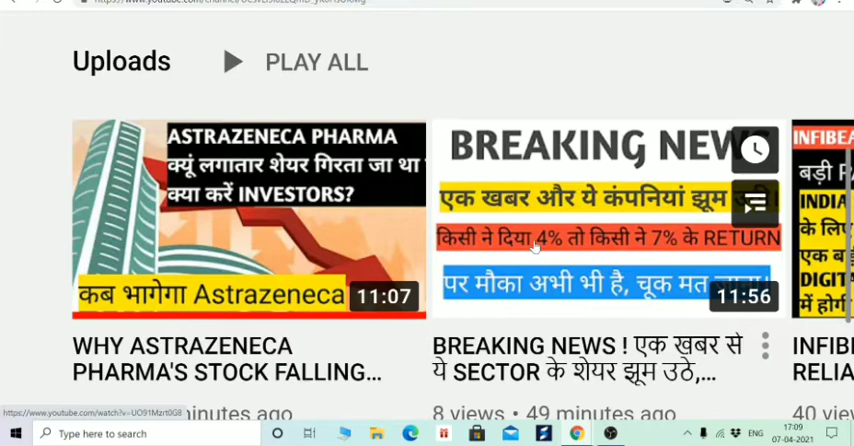 Uploads
PLAY ALL
ASTRAZENECA PHARMA
क्यूं लगातार शेयर गिरता जा था
क्या करें INVESTORS?
कब भागेगा Astrazeneca
11:07
BREAKING NEWS
एक खबर और ये कंपनियां झूम
किसी ने दिया 4% तो किसी ने 7% के RETURN
पर मौका अभी भी है, चूक मत
11:56
INFIBEA
बड़ी
INDIA
के लिए
एक
DIGIT
में होगी
WHY ASTRAZENECA
PHARMA'S STOCK FALLING...
BREAKING NEWS ! एक खबर से
ये SECTOR के शेयर झूम उठे,...
INFIBE
RELIA
minutes ago
8 views • 49 minutes ago
40
https://www.youtube.com/watch?v=UO91Mzrt0G8
Type here to search
ENG
17:09
07-04-2021